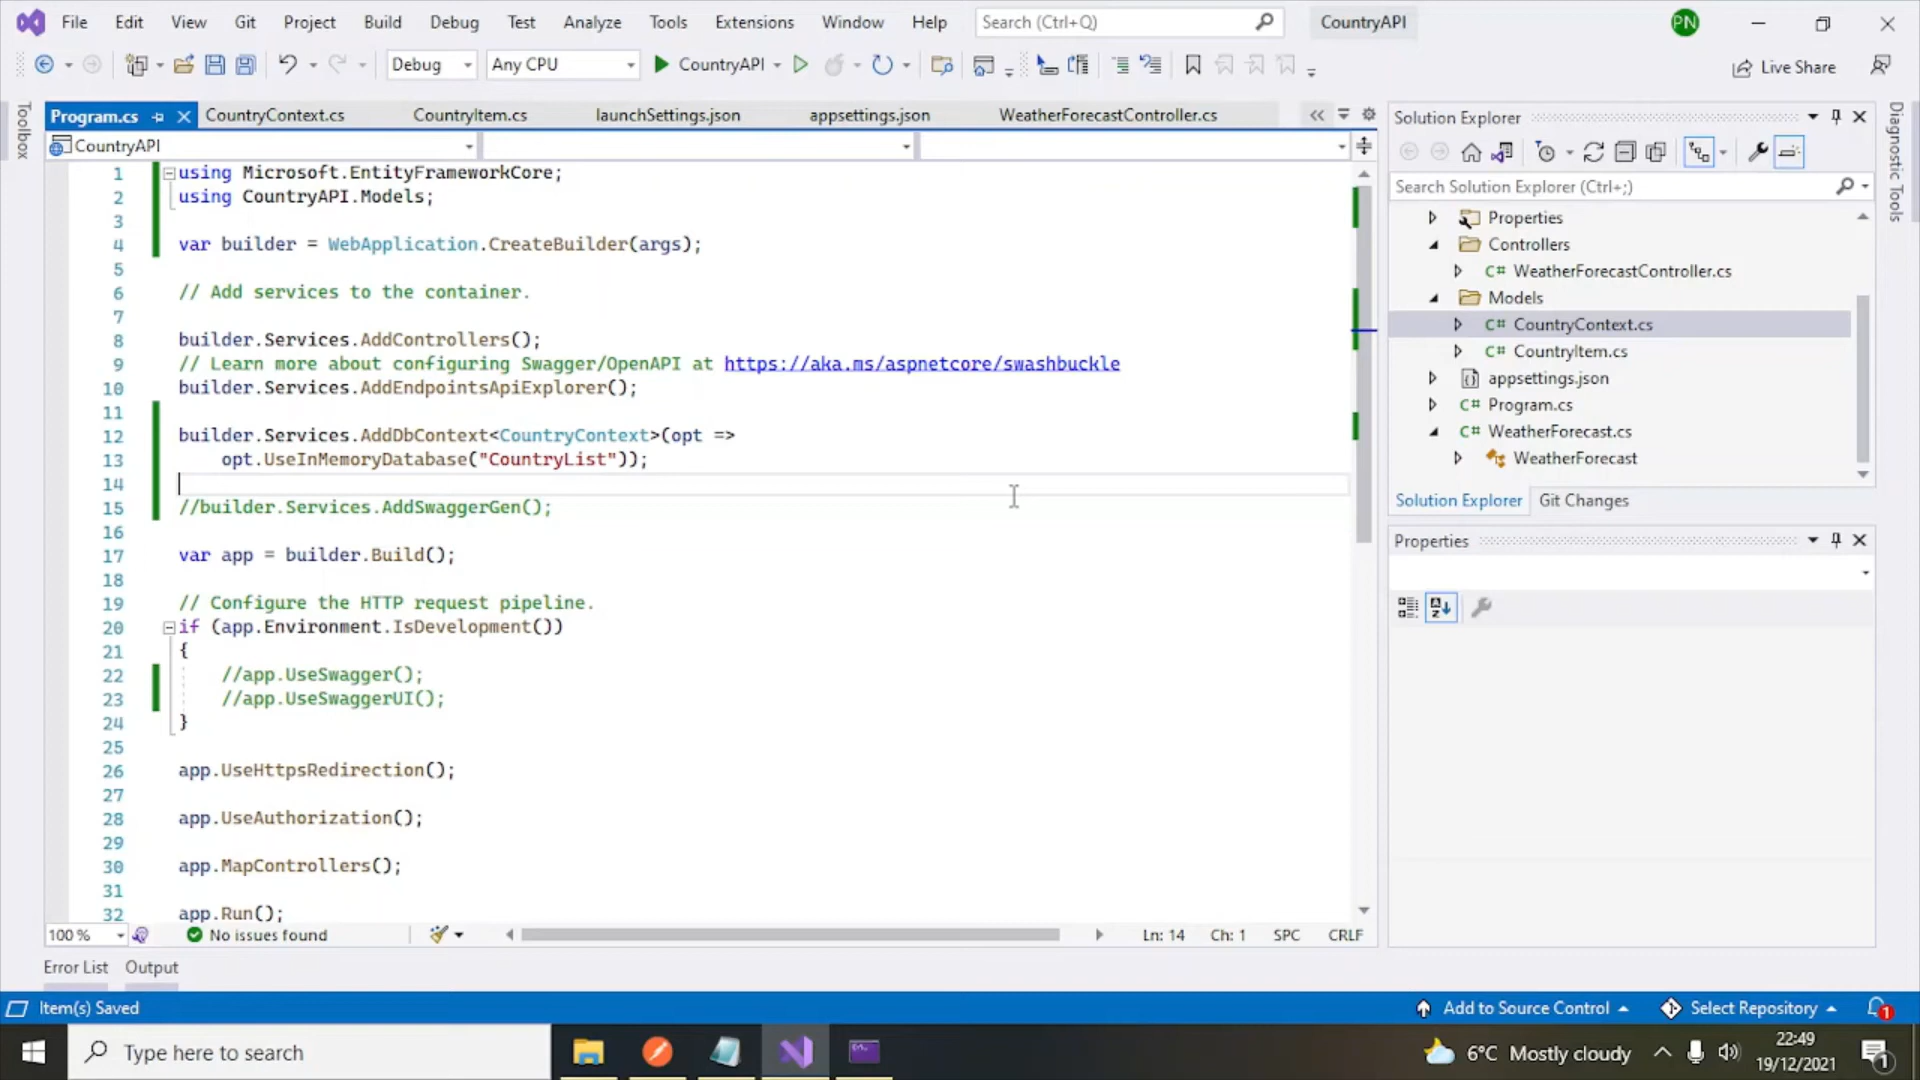 File Edit View Git Project Build Debug Test Analyze Tools Extensions Window Help Search (Ctrl+Q) CountryAPI PN
Debug Any CPU CountryAPI Live Share
Toolbox
Program.cs CountryContext.cs CountryItem.cs launchSettings.json appsettings.json WeatherForecastController.cs
CountryAPI
1 using Microsoft.EntityFrameworkCore;
2 using CountryAPI.Models;
3
4 var builder = WebApplication.CreateBuilder(args);
5
6 // Add services to the container.
7
8 builder.Services.AddControllers();
9 // Learn more about configuring Swagger/OpenAPI at https://aka.ms/aspnetcore/swashbuckle
10 builder.Services.AddEndpointsApiExplorer();
11
12 builder.Services.AddDbContext<CountryContext>(opt =>
13 opt.UseInMemoryDatabase("CountryList"));
14
15 //builder.Services.AddSwaggerGen();
16
17 var app = builder.Build();
18
19 // Configure the HTTP request pipeline.
20 if (app.Environment.IsDevelopment())
21 {
22 //app.UseSwagger();
23 //app.UseSwaggerUI();
24 }
25
26 app.UseHttpsRedirection();
27
28 app.UseAuthorization();
29
30 app.MapControllers();
31
32 app.Run();
100 % No issues found Ln: 14 Ch: 1 SPC CRLF
Error List Output
Solution Explorer
Search Solution Explorer (Ctrl+;)
Properties
Controllers
C# WeatherForecastController.cs
Models
C# CountryContext.cs
C# CountryItem.cs
appsettings.json
C# Program.cs
C# WeatherForecast.cs
WeatherForecast
Solution Explorer Git Changes
Properties
Diagnostic Tools
Item(s) Saved Add to Source Control Select Repository 1
Type here to search 6°C Mostly cloudy 22:49
19/12/2021 1